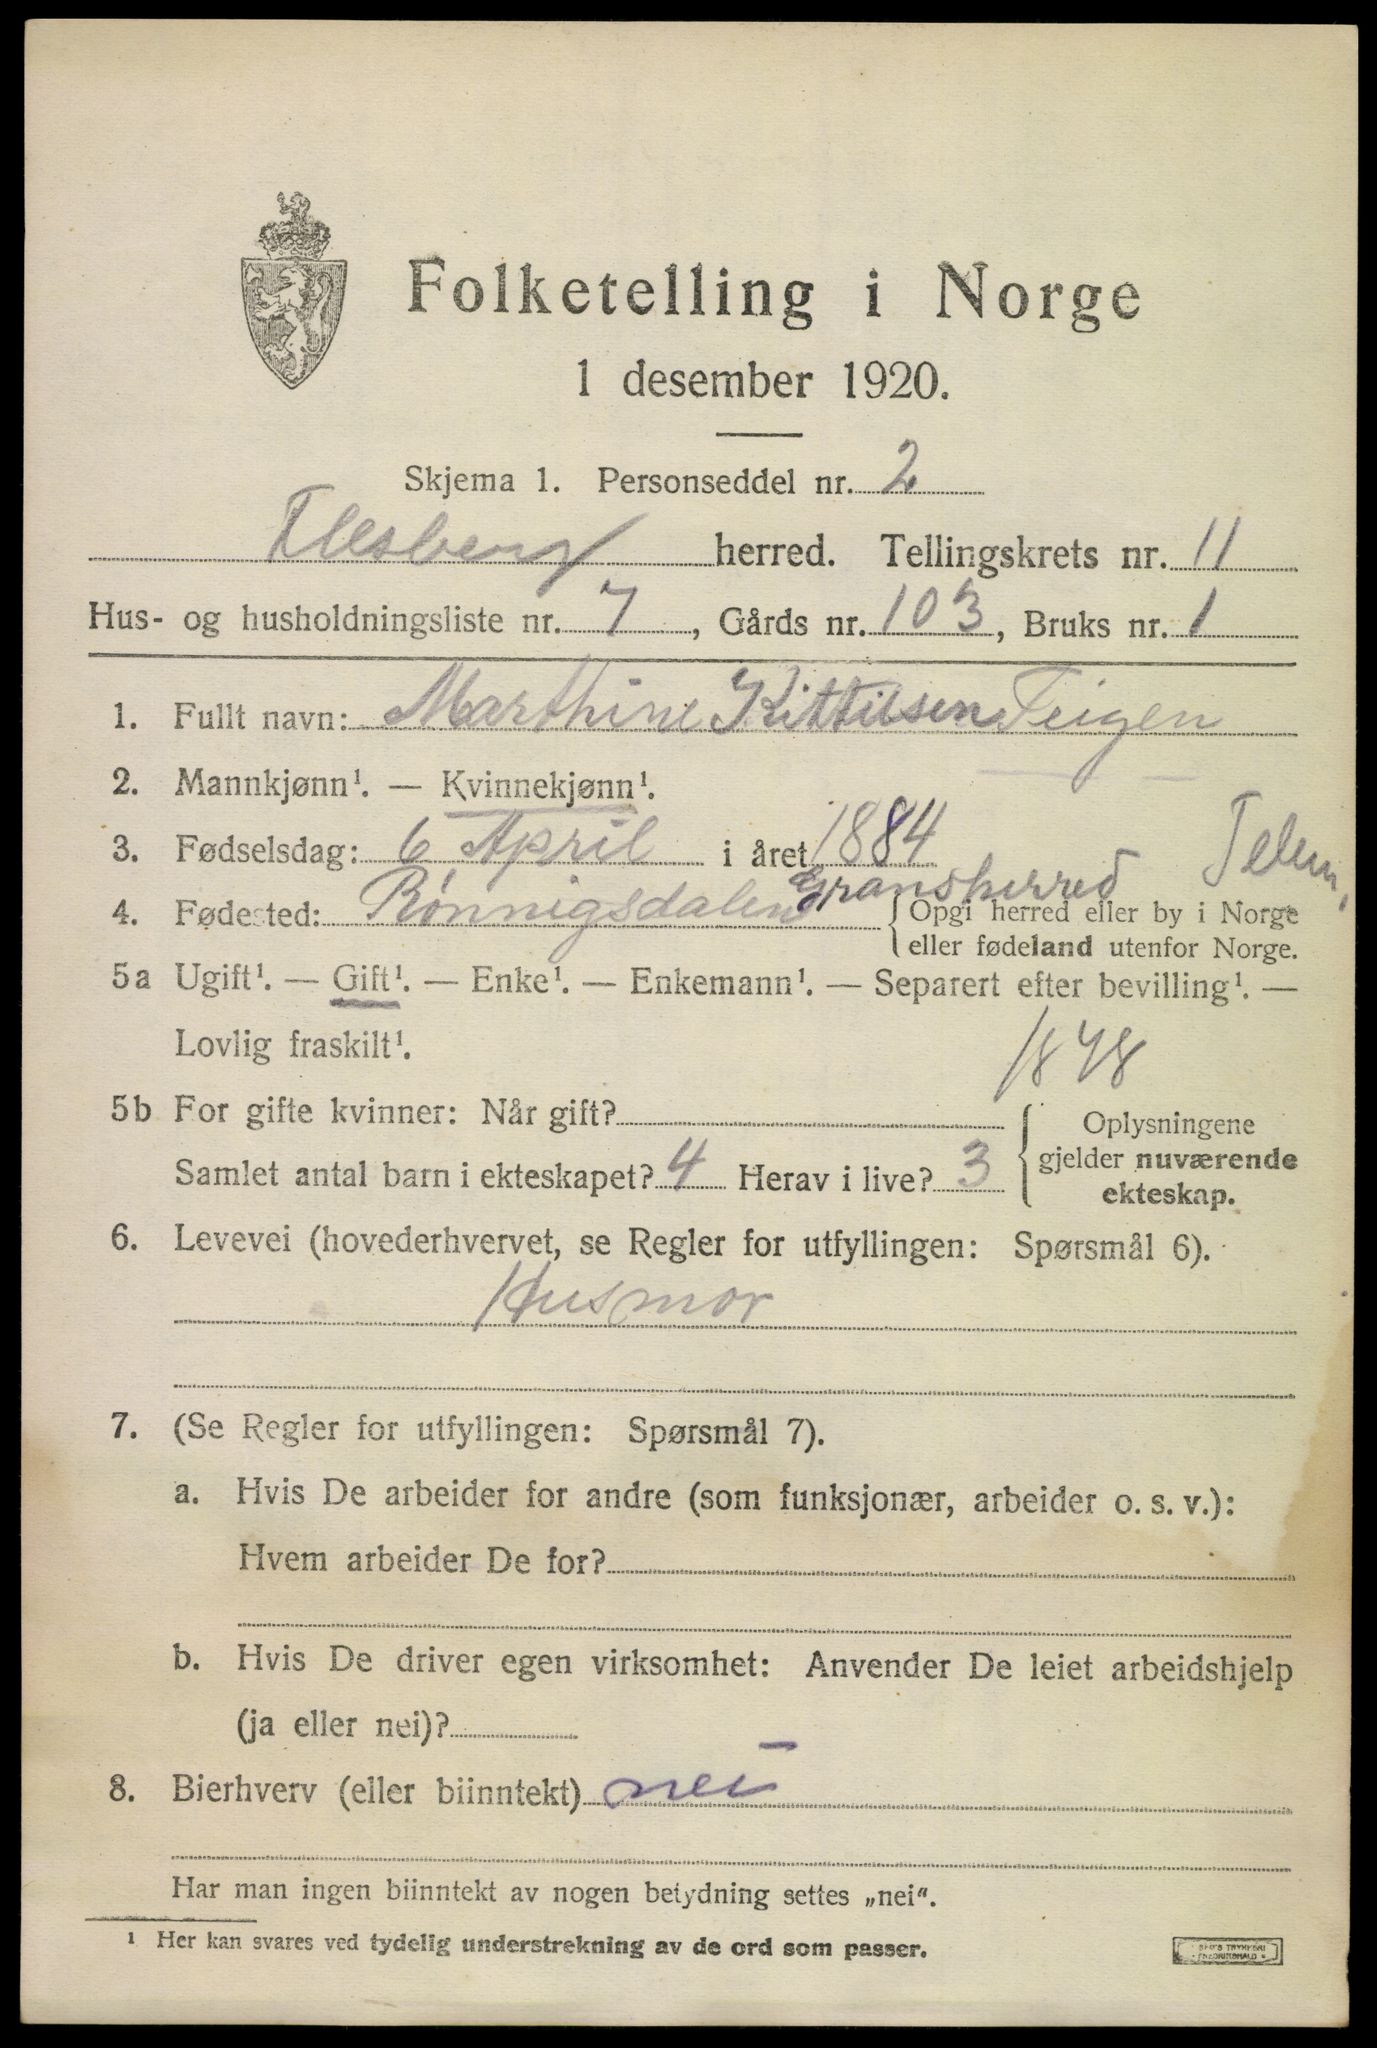 Folketelling i Norge
1 desember 1920.
Skjema 1. Personseddel nr. 2
Flesberg herred. Tellingskrets nr. 11
Hus- og husholdningsliste nr. 7, Gårds nr. 103, Bruks nr. 1
1. Fullt navn: Marthine Kittilsen Teigen
2. Mannkjønn¹. — Kvinnekjønn¹.
3. Fødselsdag: 6 April i året 1884
Gransherred Telem,
4. Fødested: Rønnigsdalen { Opgi herred eller by i Norge
eller fødeland utenfor Norge.
5a Ugift¹. — Gift¹. — Enke¹. — Enkemann¹. — Separert efter bevilling¹. —
Lovlig fraskilt¹.
1878
5b For gifte kvinner: Når gift?
Samlet antal barn i ekteskapet? 4 Herav i live? 3
{ Oplysningene
gjelder nuværende
ekteskap.
6. Levevei (hovederhvervet, se Regler for utfyllingen: Spørsmål 6).
Husmor
7. (Se Regler for utfyllingen: Spørsmål 7).
a. Hvis De arbeider for andre (som funksjonær, arbeider o. s. v.):
Hvem arbeider De for?
b. Hvis De driver egen virksomhet: Anvender De leiet arbeidshjelp
(ja eller nei)?
8. Bierhverv (eller biinntekt) nei
Har man ingen biinntekt av nogen betydning settes „nei“.
¹ Her kan svares ved tydelig understrekning av de ord som passer.